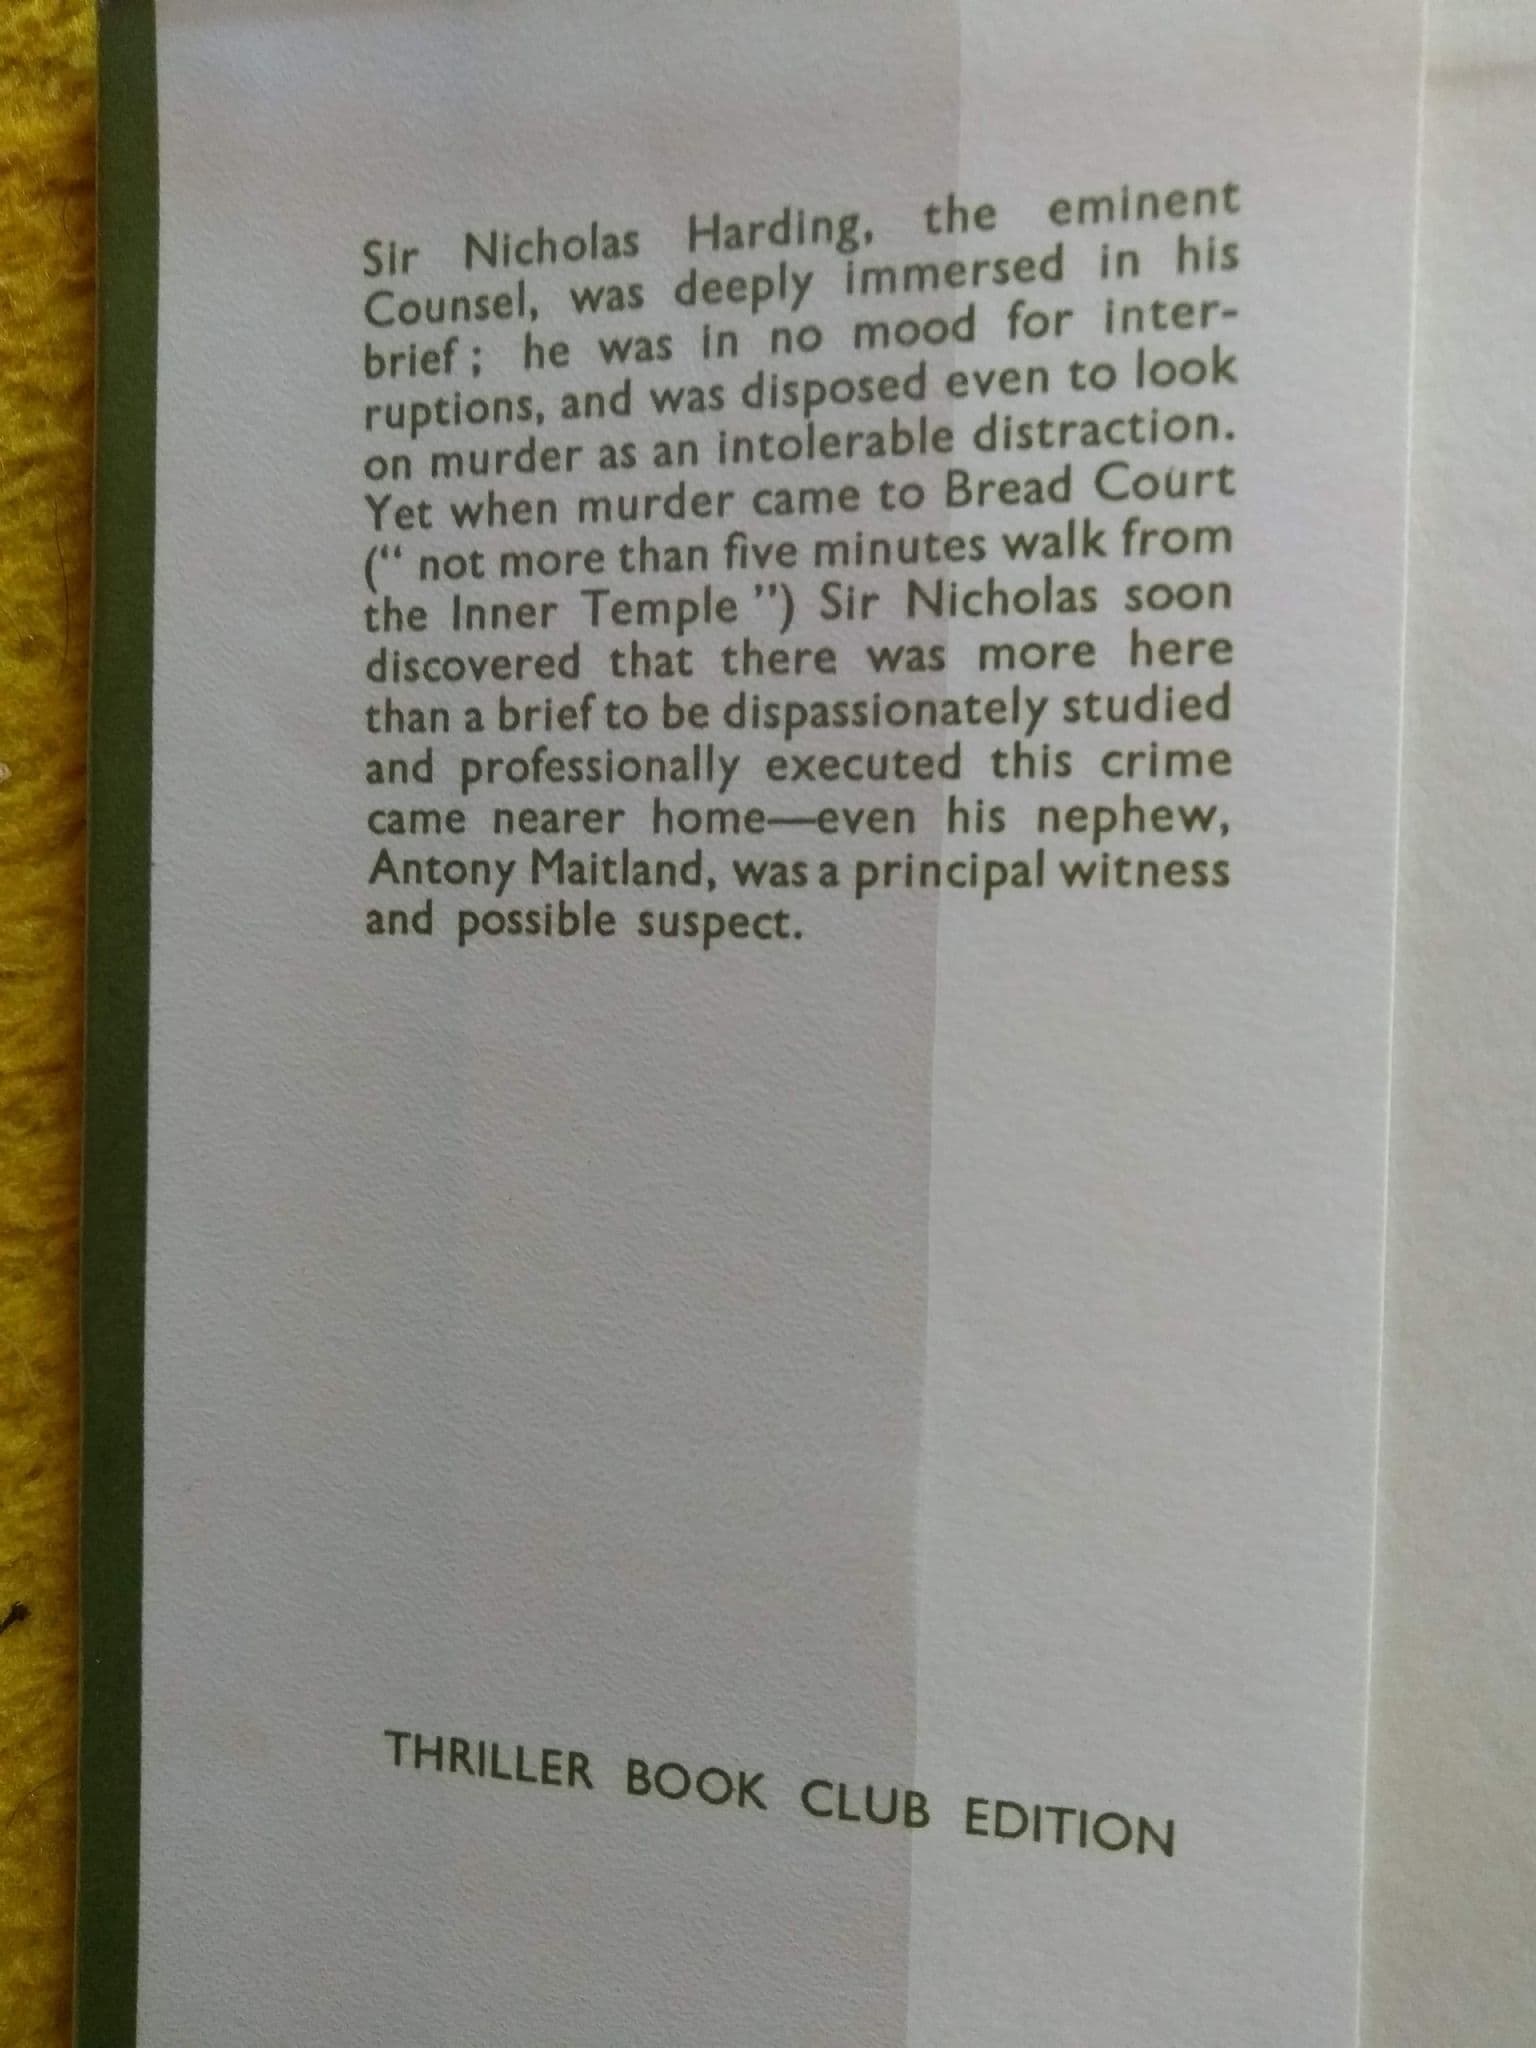 Sir Nicholas Harding, the eminent
Counsel, was deeply immersed in his
brief; he was in no mood for inter-
ruptions, and was disposed even to look
on murder as an intolerable distraction.
Yet when murder came to Bread Court
(“ not more than five minutes walk from
the Inner Temple ”) Sir Nicholas soon
discovered that there was more here
than a brief to be dispassionately studied
and professionally executed this crime
came nearer home—even his nephew,
Antony Maitland, was a principal witness
and possible suspect.
THRILLER BOOK CLUB EDITION